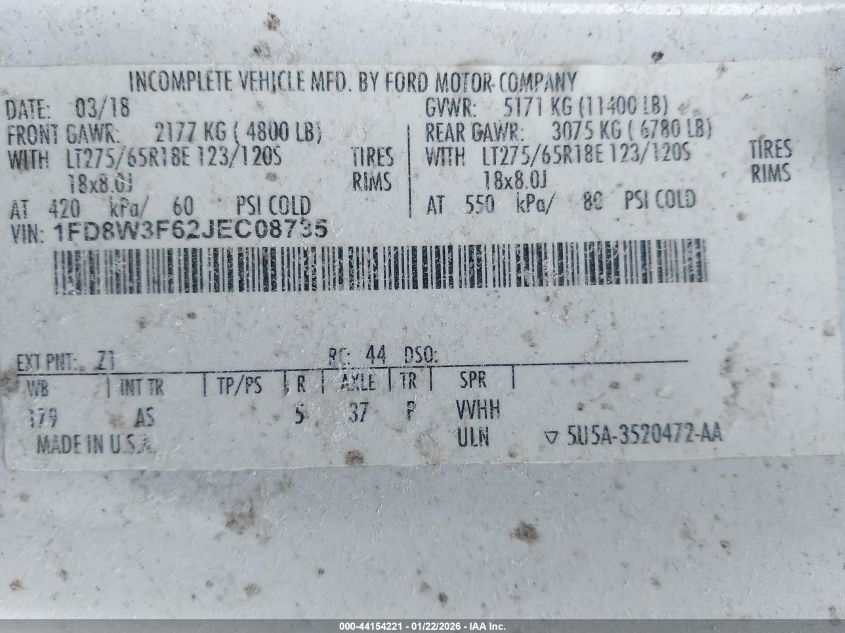 INCOMPLETE VEHICLE MFD. BY FORD MOTOR COMPANY
DATE: 03/18
GVWR: 5171 KG (11400 LB)
FRONT GAWR: 2177 KG ( 4800 LB)
REAR GAWR: 3075 KG ( 6780 LB)
WITH LT275/65R18E 123/120S TIRES
WITH LT275/65R18E 123/120S TIRES
18x8.0J RIMS
18x8.0J RIMS
AT 420 kPa/ 60 PSI COLD
AT 550 kPa/ 80 PSI COLD
VIN: 1FD8W3F62JEC08735
EXT PNT: Z1 RC: 44 DSO:
WB INT TR TP/PS R AXLE TR SPR
179 AS 5 37 VVHH
MADE IN U.S.A. ULN 5U5A-3520472-AA
000-44154221 - 01/22/2026 - IAA Inc.